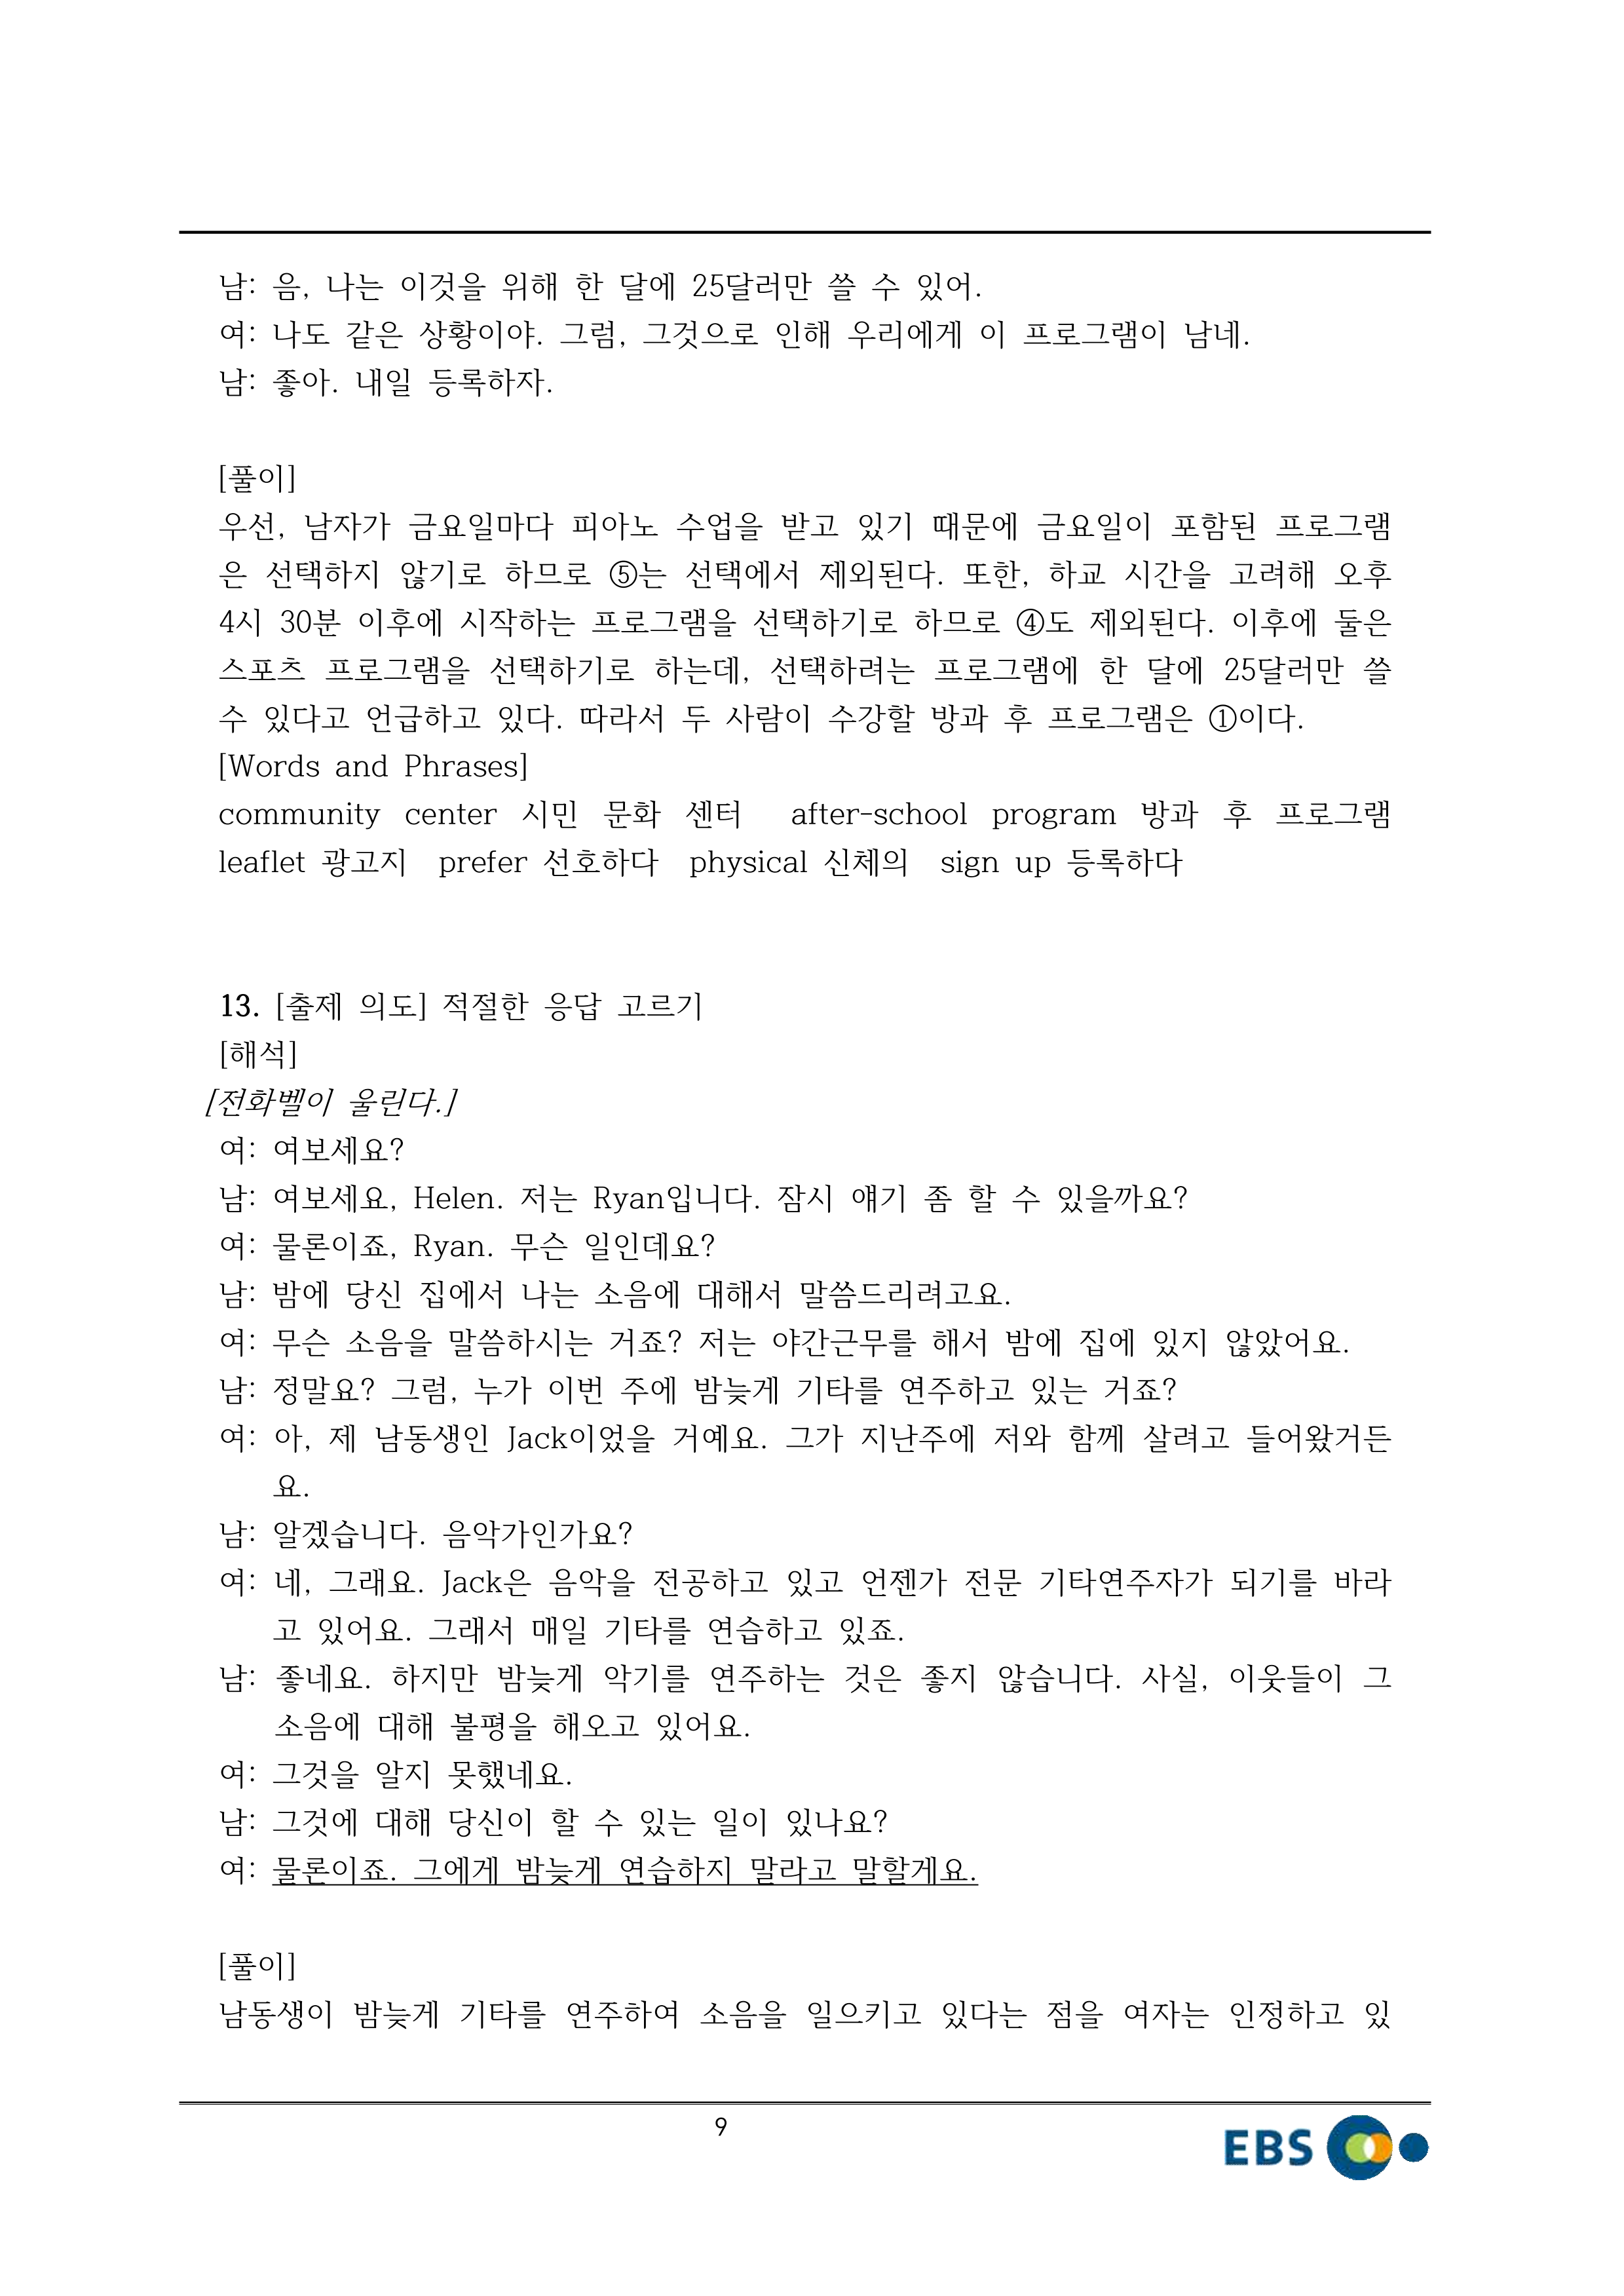 남: 음, 나는 이것을 위해 한 달에 25달러만 쓸 수 있어.
여: 나도 같은 상황이야. 그럼, 그것으로 인해 우리에게 이 프로그램이 남네.
남: 좋아. 내일 등록하자.
[풀이]
우선, 남자가 금요일마다 피아노 수업을 받고 있기 때문에 금요일이 포함된 프로그램
은 선택하지 않기로 하므로 ⑤는 선택에서 제외된다. 또한, 하교 시간을 고려해 오후
4시 30분 이후에 시작하는 프로그램을 선택하기로 하므로 ④도 제외된다. 이후에 둘은
스포츠 프로그램을 선택하기로 하는데, 선택하려는 프로그램에 한 달에 25달러만 쓸
수 있다고 언급하고 있다. 따라서 두 사람이 수강할 방과 후 프로그램은 ①이다.
[Words and Phrases]
community center 시민 문화 센터  after-school program 방과 후 프로그램
leaflet 광고지  prefer 선호하다  physical 신체의  sign up 등록하다
13. [출제 의도] 적절한 응답 고르기
[해석]
[전화벨이 울린다.]
여: 여보세요?
남: 여보세요, Helen. 저는 Ryan입니다. 잠시 얘기 좀 할 수 있을까요?
여: 물론이죠, Ryan. 무슨 일인데요?
남: 밤에 당신 집에서 나는 소음에 대해서 말씀드리려고요.
여: 무슨 소음을 말씀하시는 거죠? 저는 야간근무를 해서 밤에 집에 있지 않았어요.
남: 정말요? 그럼, 누가 이번 주에 밤늦게 기타를 연주하고 있는 거죠?
여: 아, 제 남동생인 Jack이었을 거예요. 그가 지난주에 저와 함께 살려고 들어왔거든
요.
남: 알겠습니다. 음악가인가요?
여: 네, 그래요. Jack은 음악을 전공하고 있고 언젠가 전문 기타연주자가 되기를 바라
고 있어요. 그래서 매일 기타를 연습하고 있죠.
남: 좋네요. 하지만 밤늦게 악기를 연주하는 것은 좋지 않습니다. 사실, 이웃들이 그
소음에 대해 불평을 해오고 있어요.
여: 그것을 알지 못했네요.
남: 그것에 대해 당신이 할 수 있는 일이 있나요?
여: 물론이죠. 그에게 밤늦게 연습하지 말라고 말할게요.
[풀이]
남동생이 밤늦게 기타를 연주하여 소음을 일으키고 있다는 점을 여자는 인정하고 있
9
EBS